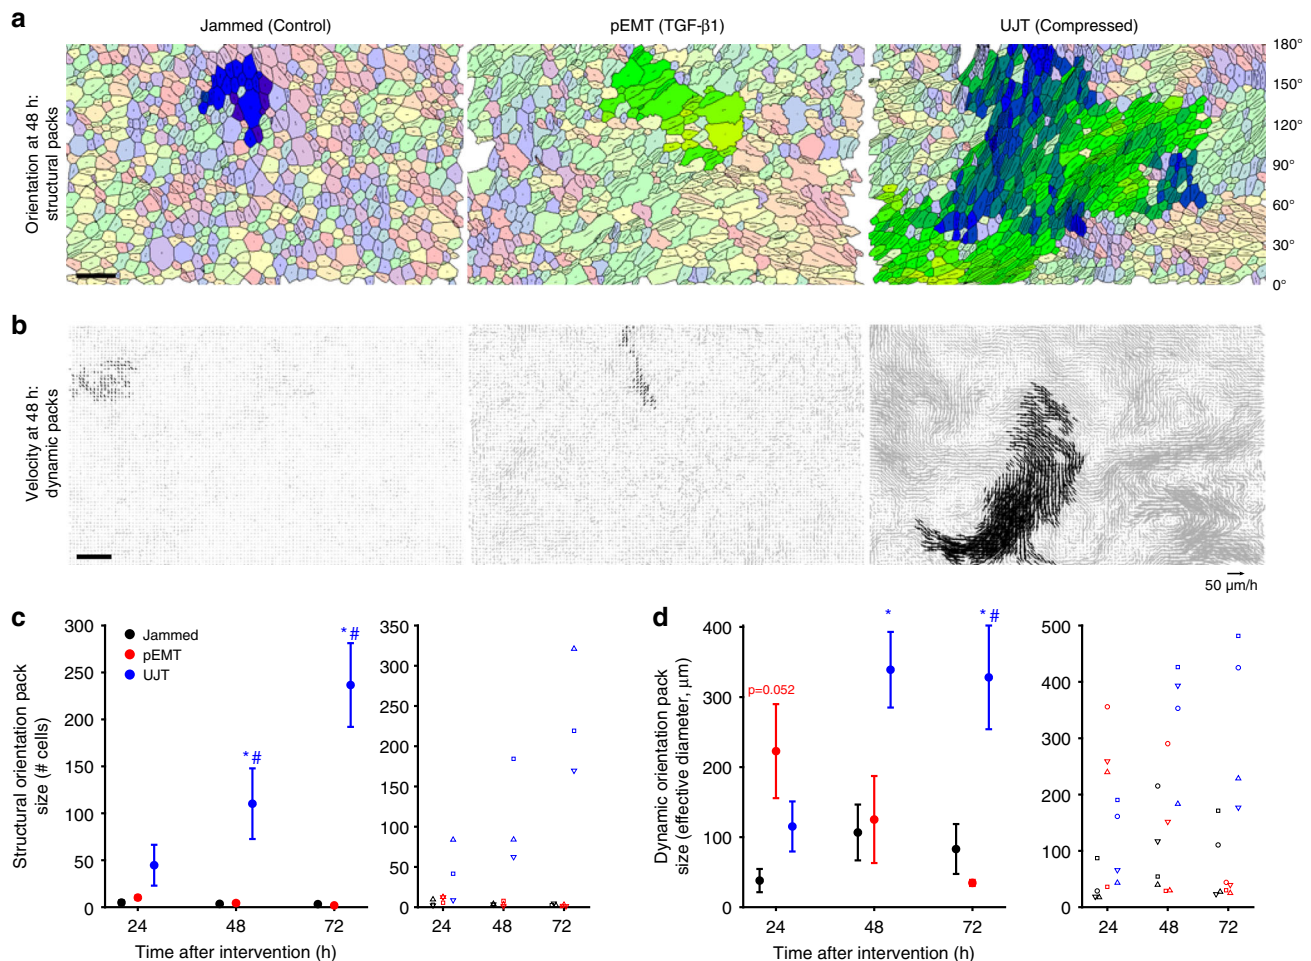 a
Jammed (Control)
pEMT (TGF-β1)
UJT (Compressed)
Orientation at 48 h:
structural packs
180°
150°
120°
90°
60°
30°
0°
b
Velocity at 48 h:
dynamic packs
50 μm/h
c
Structural orientation pack
size (# cells)
300
250
200
150
100
50
0
Jammed
pEMT
UJT
* #
* #
24
48
72
Time after intervention (h)
350
300
250
200
150
100
50
0
24
48
72
d
Dynamic orientation pack
size (effective diameter, μm)
400
300
200
100
0
p=0.052
*
* #
24
48
72
Time after intervention (h)
500
400
300
200
100
0
24
48
72